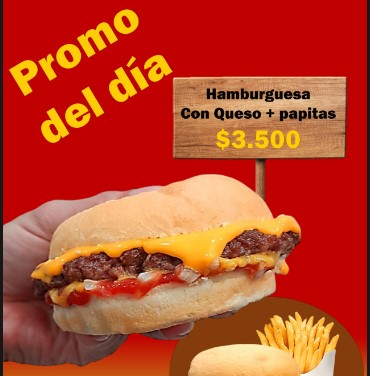 Promo
del día
Hamburguesa
Con Queso + papitas
$3.500